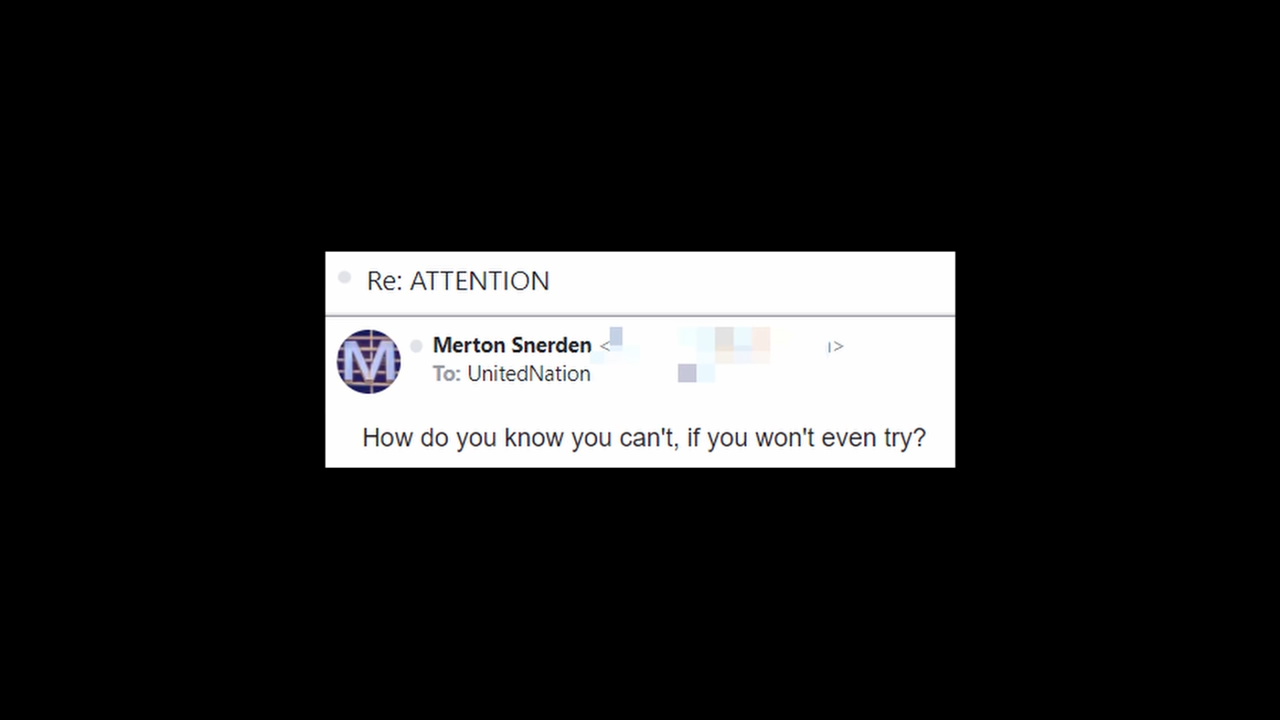 Re: ATTENTION
M
Merton Snerden < >
To: UnitedNation
How do you know you can't, if you won't even try?